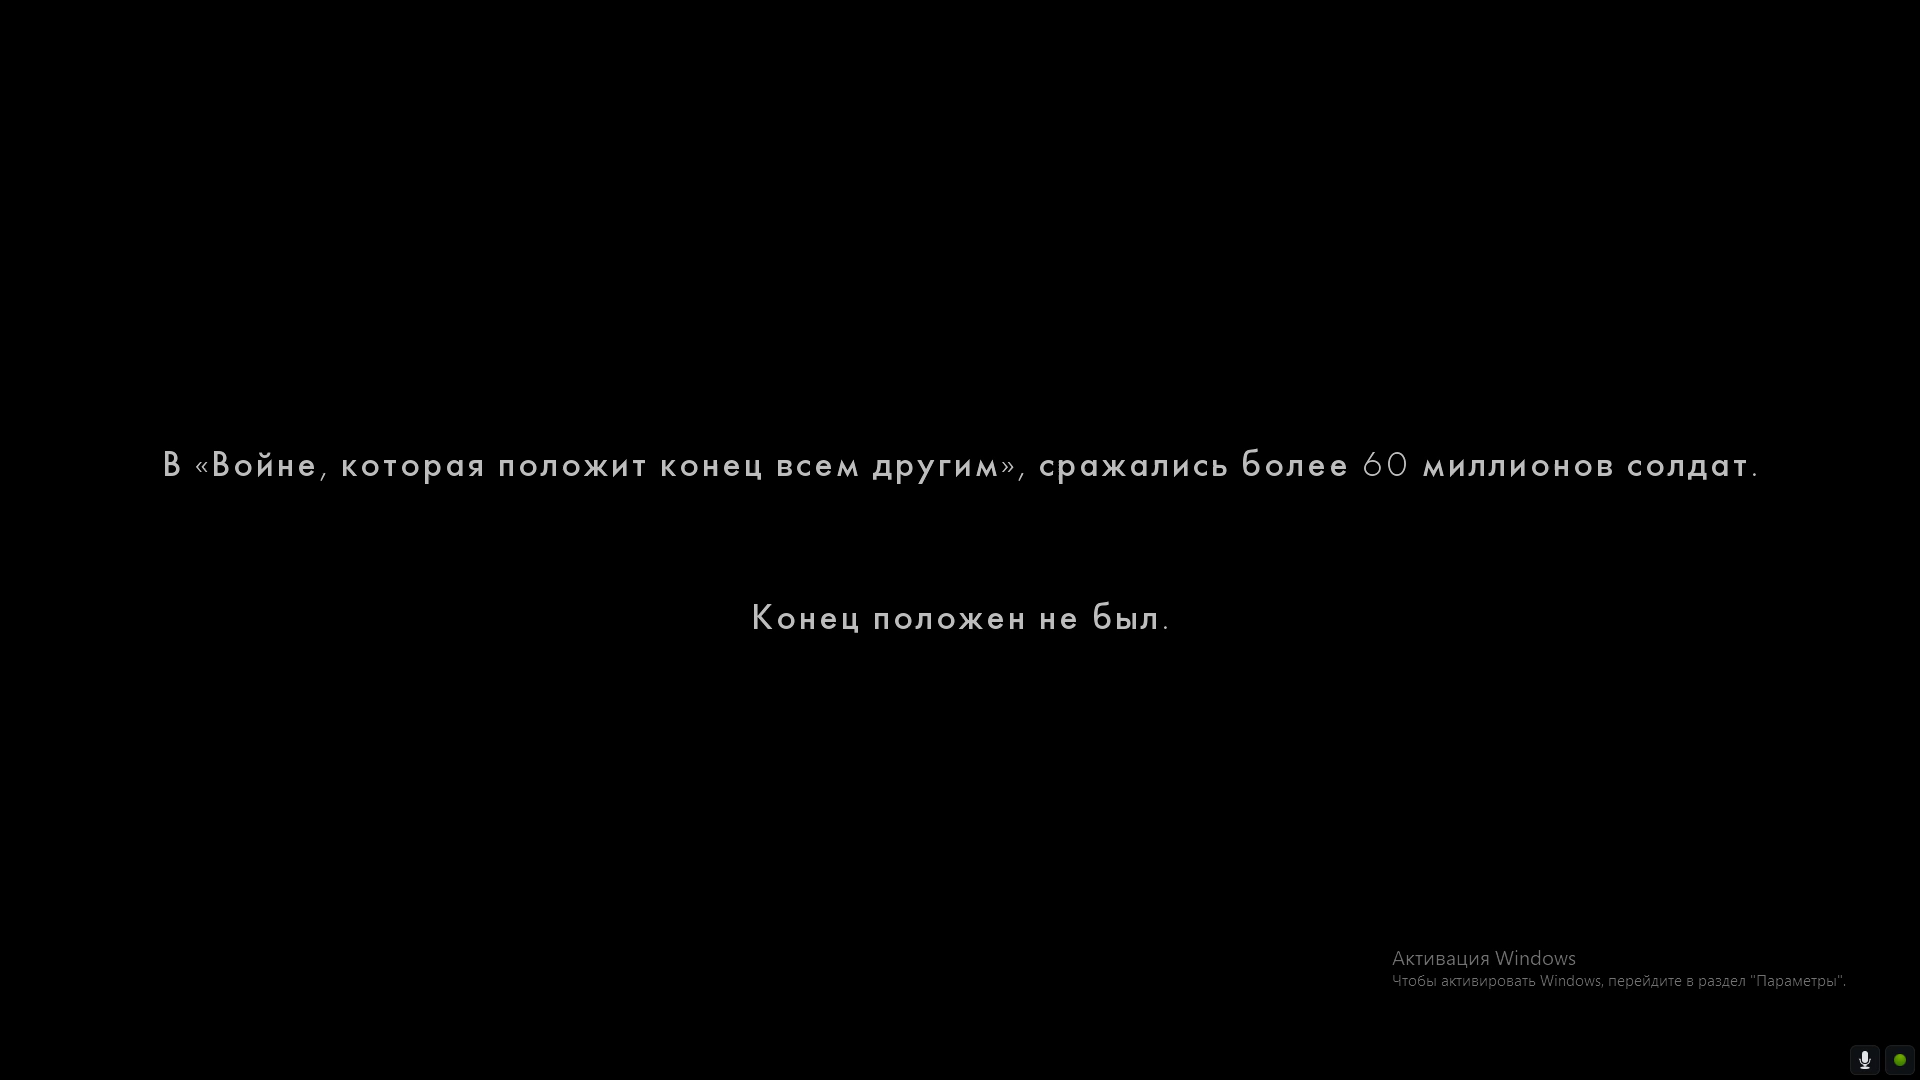 В «Войне, которая положит конец всем другим», сражались более 60 миллионов солдат.
Конец положен не был.
Активация Windows
Чтобы активировать Windows, перейдите в раздел "Параметры".